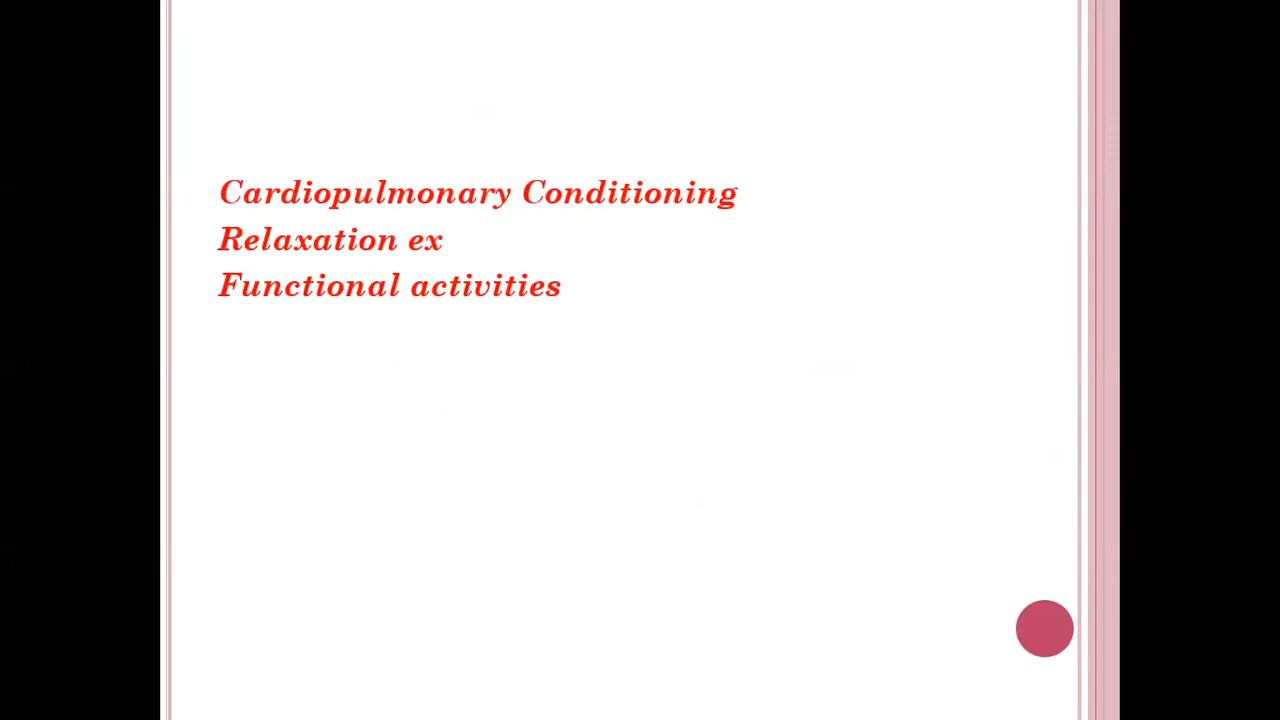 Cardiopulmonary Conditioning
Relaxation ex
Functional activities